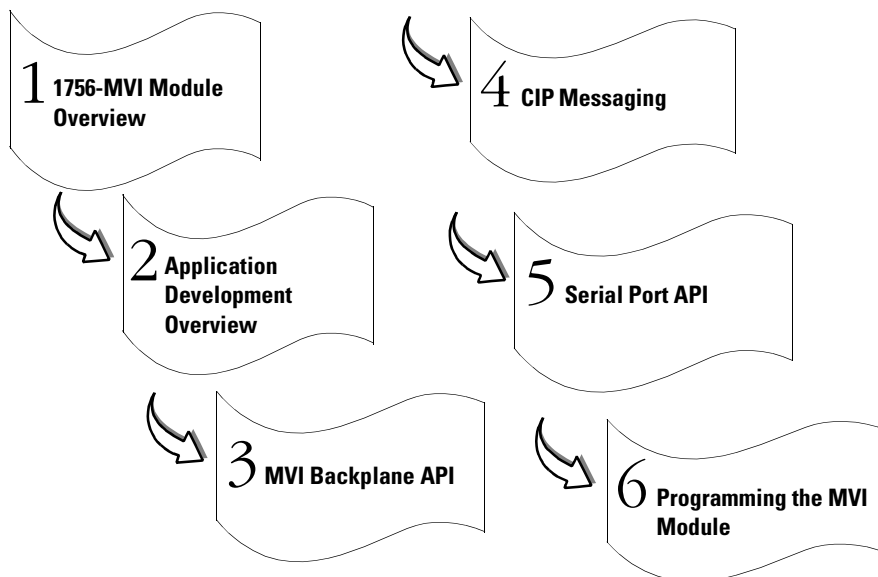 1 1756-MVI Module
Overview
2 Application
Development
Overview
3 MVI Backplane API
4 CIP Messaging
5 Serial Port API
6 Programming the MVI
Module